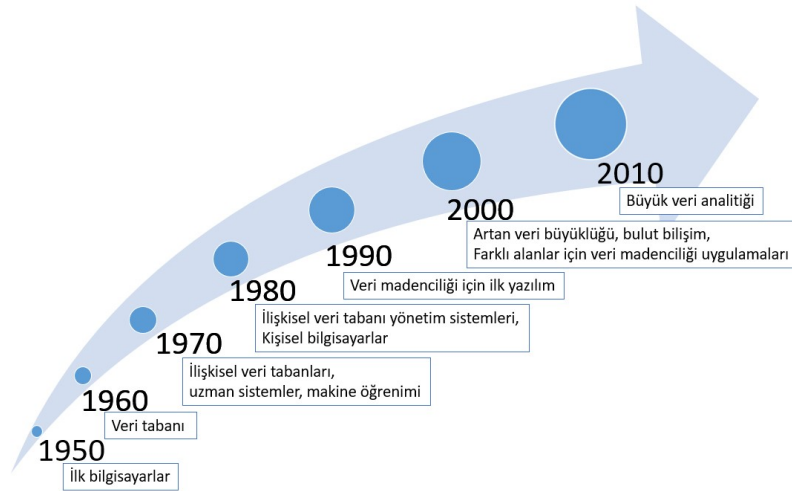 2010
Büyük veri analitiği
2000
Artan veri büyüklüğü, bulut bilişim,
Farklı alanlar için veri madenciliği uygulamaları
1990
Veri madenciliği için ilk yazılım
1980
İlişkisel veri tabanı yönetim sistemleri,
Kişisel bilgisayarlar
1970
İlişkisel veri tabanları,
uzman sistemler, makine öğrenimi
1960
Veri tabanı
1950
İlk bilgisayarlar